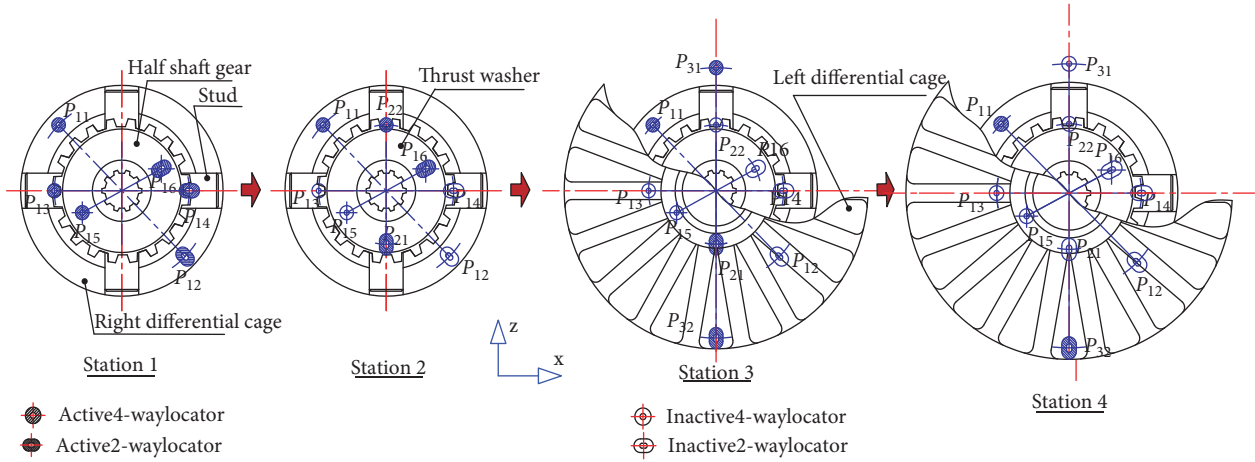 Half shaft gear
Stud
P11
P16
P13
P14
P15
P12
Right differential cage
Station 1
Thrust washer
P11
P22
P16
P13
P14
P15
P21
P12
Station 2
z
x
P31
Left differential cage
P11
P22
P16
P13
P14
P15
P21
P12
P32
Station 3
P31
P11
P22
P16
P13
P14
P15
P21
P12
P32
Station 4
Active4-waylocator
Active2-waylocator
Inactive4-waylocator
Inactive2-waylocator